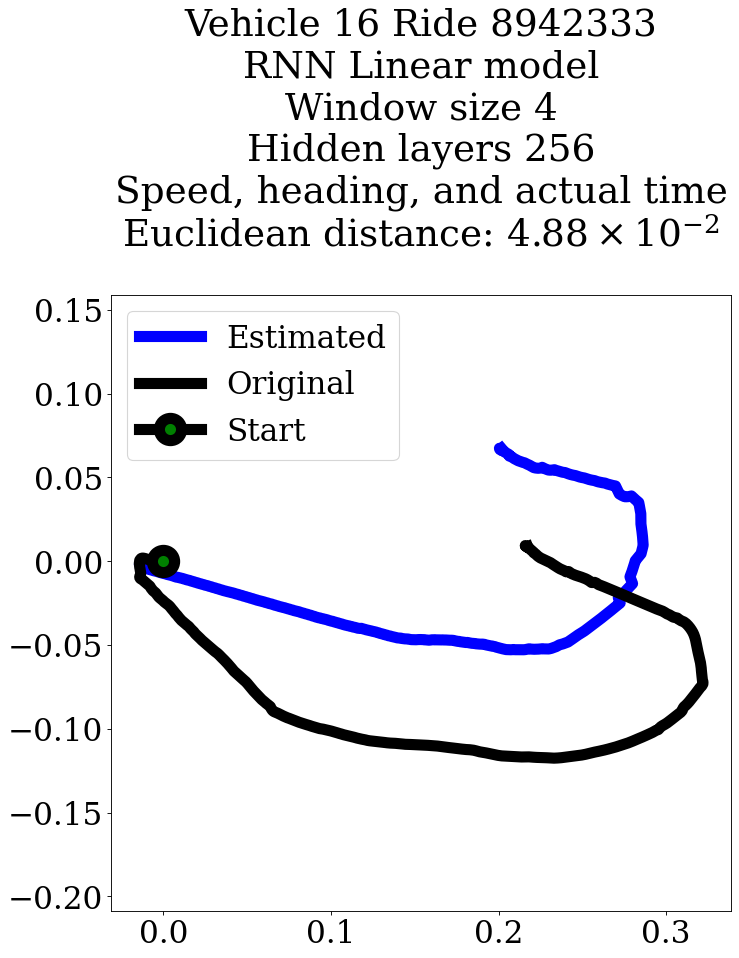 Vehicle 16 Ride 8942333
RNN Linear model
Window size 4
Hidden layers 256
Speed, heading, and actual time
Euclidean distance: 4.88 × 10⁻²
Estimated
Original
Start
0.15
0.10
0.05
0.00
−0.05
−0.10
−0.15
−0.20
0.0
0.1
0.2
0.3